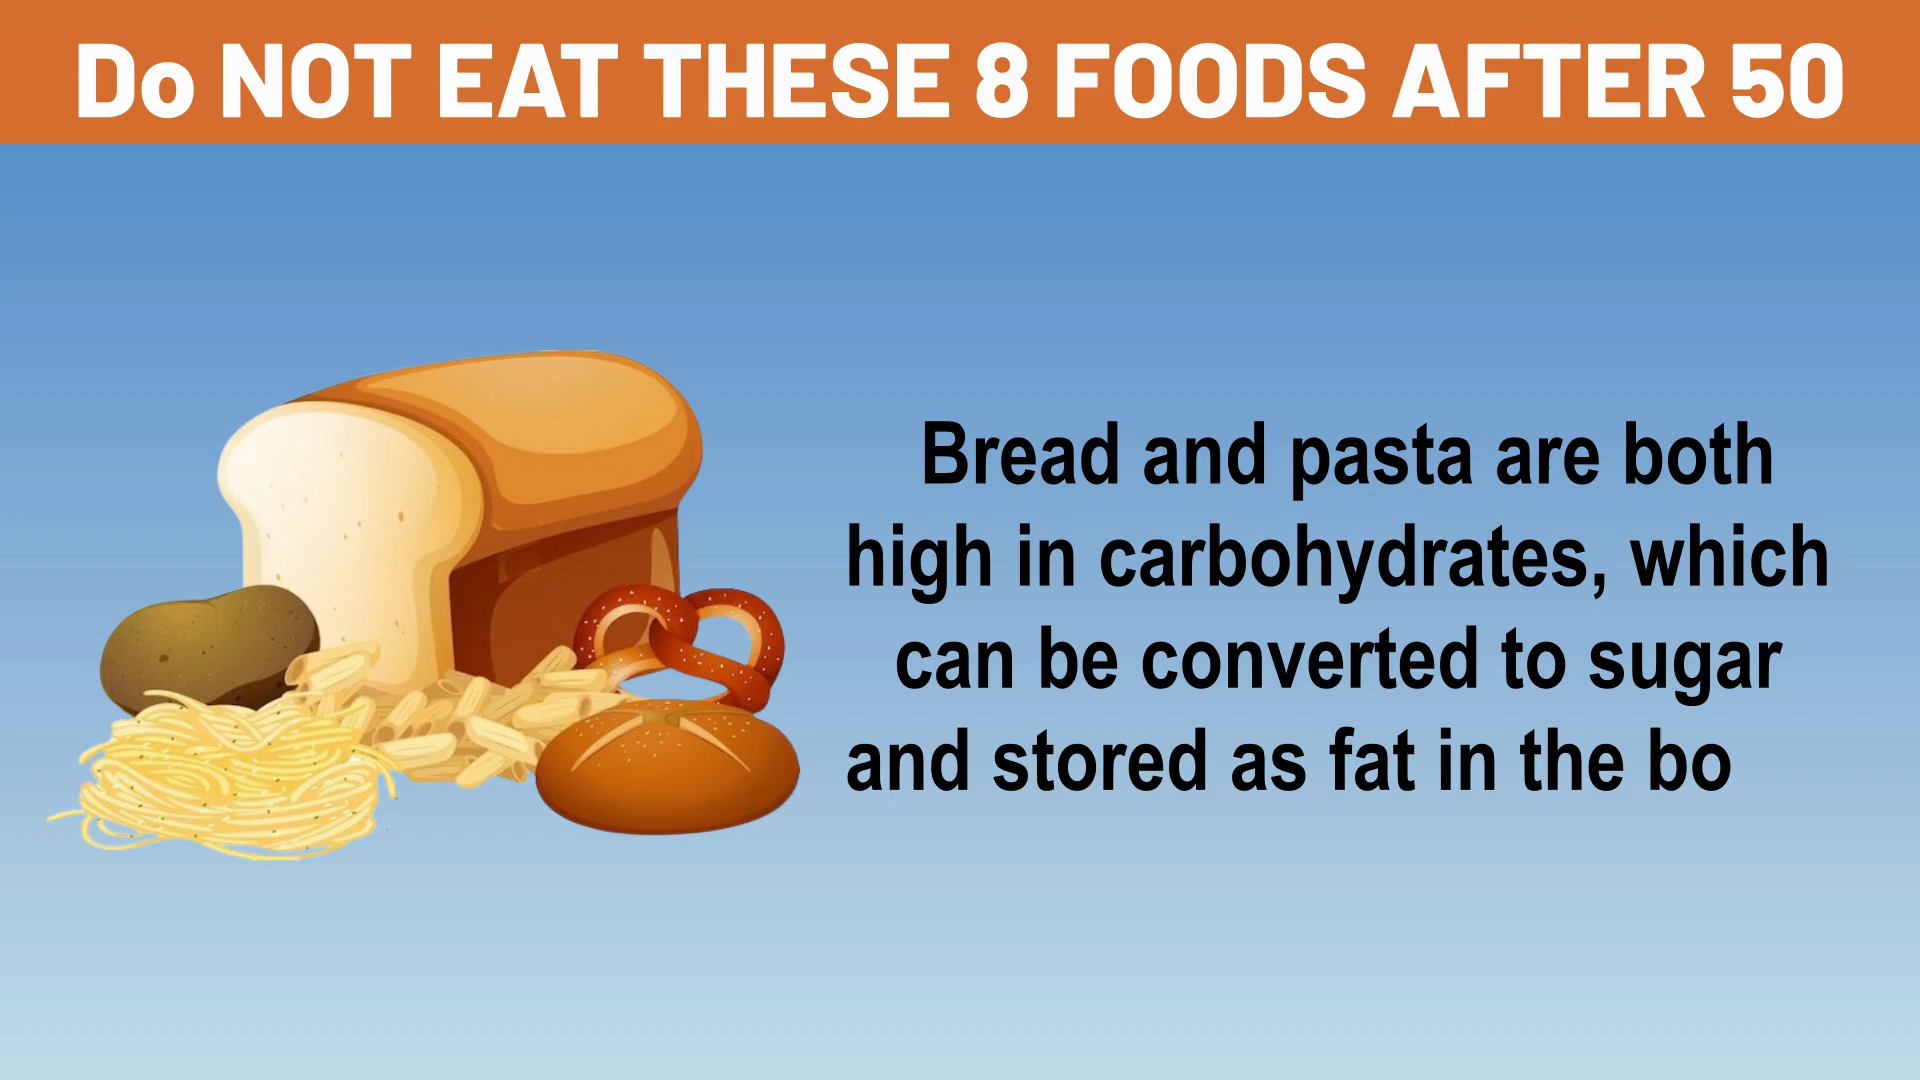 Do NOT EAT THESE 8 FOODS AFTER 50
Bread and pasta are both
high in carbohydrates, which
can be converted to sugar
and stored as fat in the bo